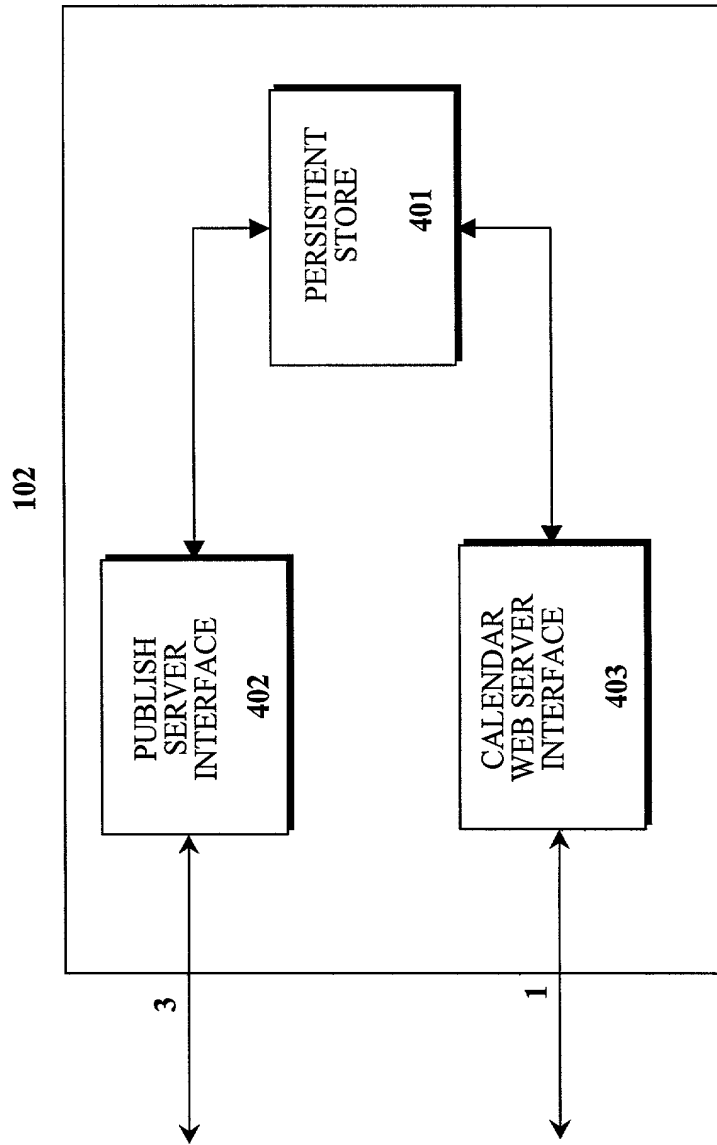 102
PUBLISH
SERVER
INTERFACE
402
PERSISTENT
STORE
401
CALENDAR
WEB SERVER
INTERFACE
403
3
1